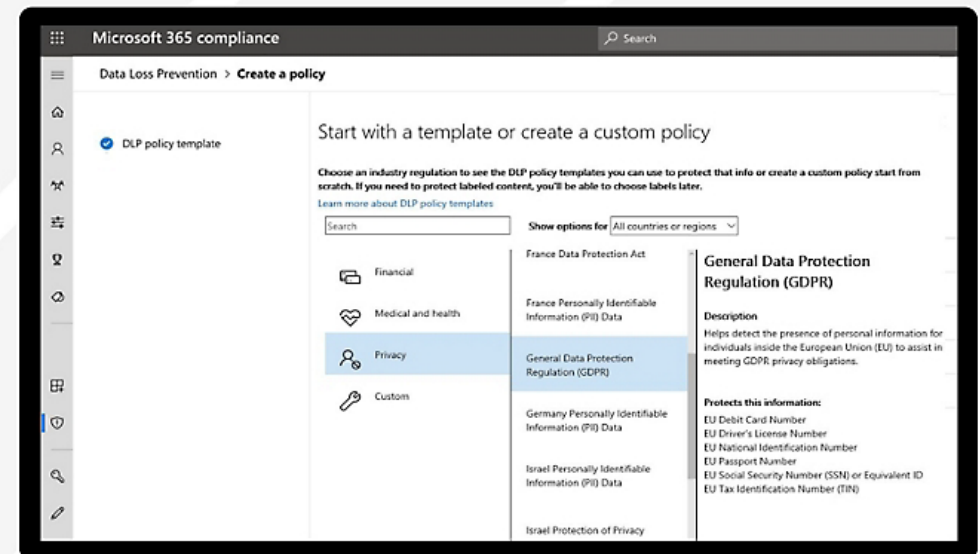 Microsoft 365 compliance
Search
Data Loss Prevention > Create a policy
DLP policy template
Start with a template or create a custom policy
Choose an industry regulation to see the DLP policy templates you can use to protect that info or create a custom policy start from
scratch. If you need to protect labeled content, you'll be able to choose labels later.
Learn more about DLP policy templates
Search
Show options for All countries or regions
Financial
Medical and health
Privacy
Custom
France Data Protection Act
France Personally Identifiable
Information (PII) Data
General Data Protection
Regulation (GDPR)
Germany Personally Identifiable
Information (PII) Data
Israel Personally Identifiable
Information (PII) Data
Israel Protection of Privacy
General Data Protection
Regulation (GDPR)
Description
Helps detect the presence of personal information for
individuals inside the European Union (EU) to assist in
meeting GDPR privacy obligations.
Protects this information:
EU Debit Card Number
EU Driver's License Number
EU National Identification Number
EU Passport Number
EU Social Security Number (SSN) or Equivalent ID
EU Tax Identification Number (TIN)